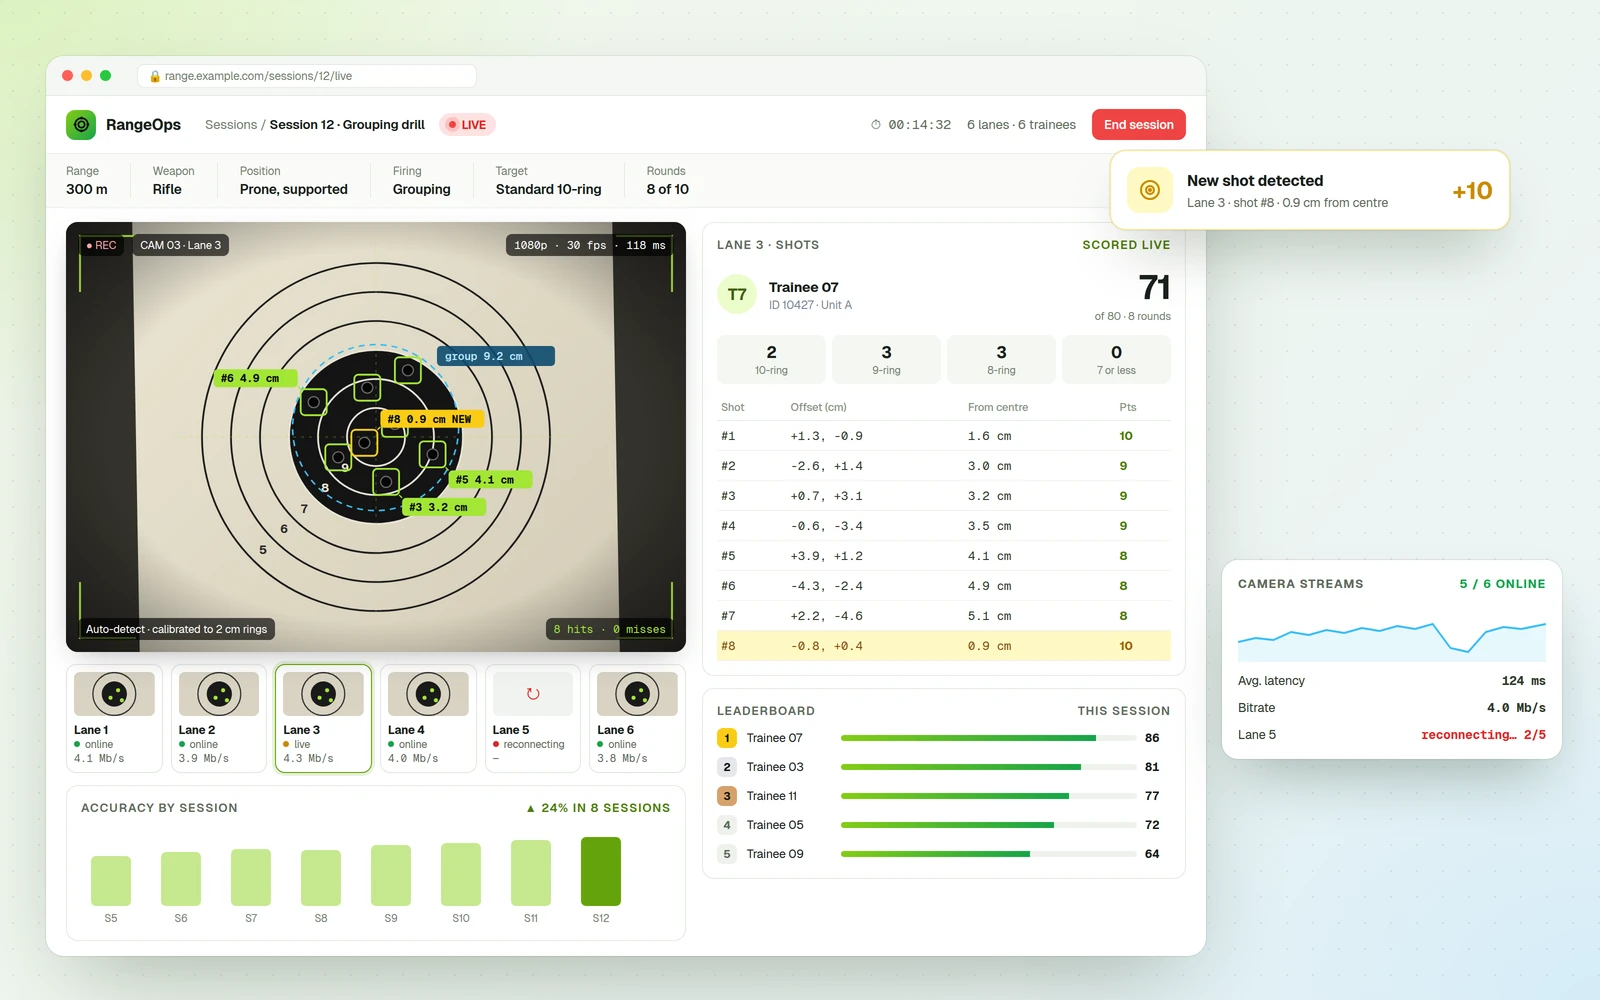 range.example.com/sessions/12/live
RangeOps
Sessions / Session 12 · Grouping drill
LIVE
00:14:32
6 lanes · 6 trainees
End session
Range
300 m
Weapon
Rifle
Position
Prone, supported
Firing
Grouping
Target
Standard 10-ring
Rounds
8 of 10
New shot detected
Lane 3 · shot #8 · 0.9 cm from centre
+10
REC
CAM 03 · Lane 3
1080p · 30 fps · 118 ms
group 9.2 cm
#6 4.9 cm
#8 0.9 cm NEW
#5 4.1 cm
#3 3.2 cm
9
8
7
6
5
Auto-detect · calibrated to 2 cm rings
8 hits · 0 misses
Lane 1
online
4.1 Mb/s
Lane 2
online
3.9 Mb/s
Lane 3
live
4.3 Mb/s
Lane 4
online
4.0 Mb/s
Lane 5
reconnecting
–
Lane 6
online
3.8 Mb/s
ACCURACY BY SESSION
▲ 24% IN 8 SESSIONS
S5
S6
S7
S8
S9
S10
S11
S12
LANE 3 · SHOTS
SCORED LIVE
T7
Trainee 07
ID 10427 · Unit A
71
of 80 · 8 rounds
2
10-ring
3
9-ring
3
8-ring
0
7 or less
Shot Offset (cm) From centre Pts
#1 +1.3, -0.9 1.6 cm 10
#2 -2.6, +1.4 3.0 cm 9
#3 +0.7, +3.1 3.2 cm 9
#4 -0.6, -3.4 3.5 cm 9
#5 +3.9, +1.2 4.1 cm 8
#6 -4.3, -2.4 4.9 cm 8
#7 +2.2, -4.6 5.1 cm 8
#8 -0.8, +0.4 0.9 cm 10
LEADERBOARD
THIS SESSION
1 Trainee 07 86
2 Trainee 03 81
3 Trainee 11 77
4 Trainee 05 72
5 Trainee 09 64
CAMERA STREAMS
5 / 6 ONLINE
Avg. latency 124 ms
Bitrate 4.0 Mb/s
Lane 5 reconnecting… 2/5